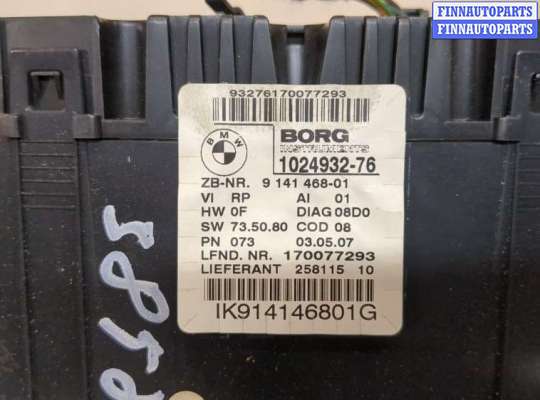 FINNAUTOPARTS
FINNAUTOPARTS
FINNAUTOPARTS
93276170077293
BMW
BORG
INSTRUMENTS
1024932-76
ZB-NR. 9 141 468-01
VI RP AI 01
HW 0F DIAG 08D0
SW 73.50.80 COD 08
PN 073 03.05.07
LFND. NR. 170077293
LIEFERANT 258115 10
IK914146801G